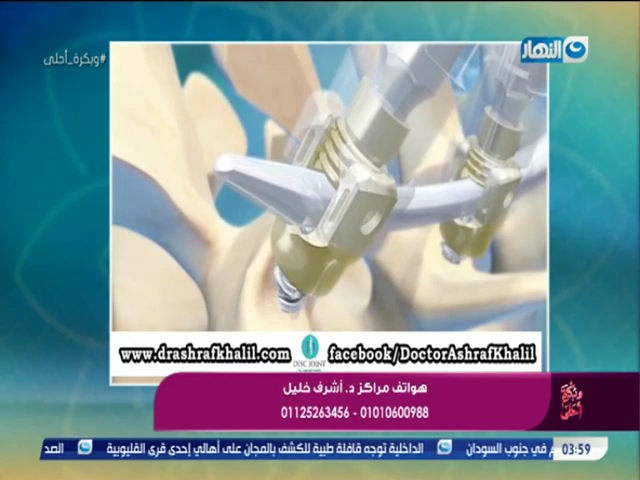 #وبكرة_أحلى
النهار
www.drashrafkhalil.com
DISC JOINT
facebook/DoctorAshrafKhalil
هواتف مراكز د. أشرف خليل
01125263456 - 01010600988
وبكرة
أحلى
م في جنوب السودان الداخلية توجه قافلة طبية للكشف بالمجان على أهالي إحدى قرى القليوبية الصد
03:59